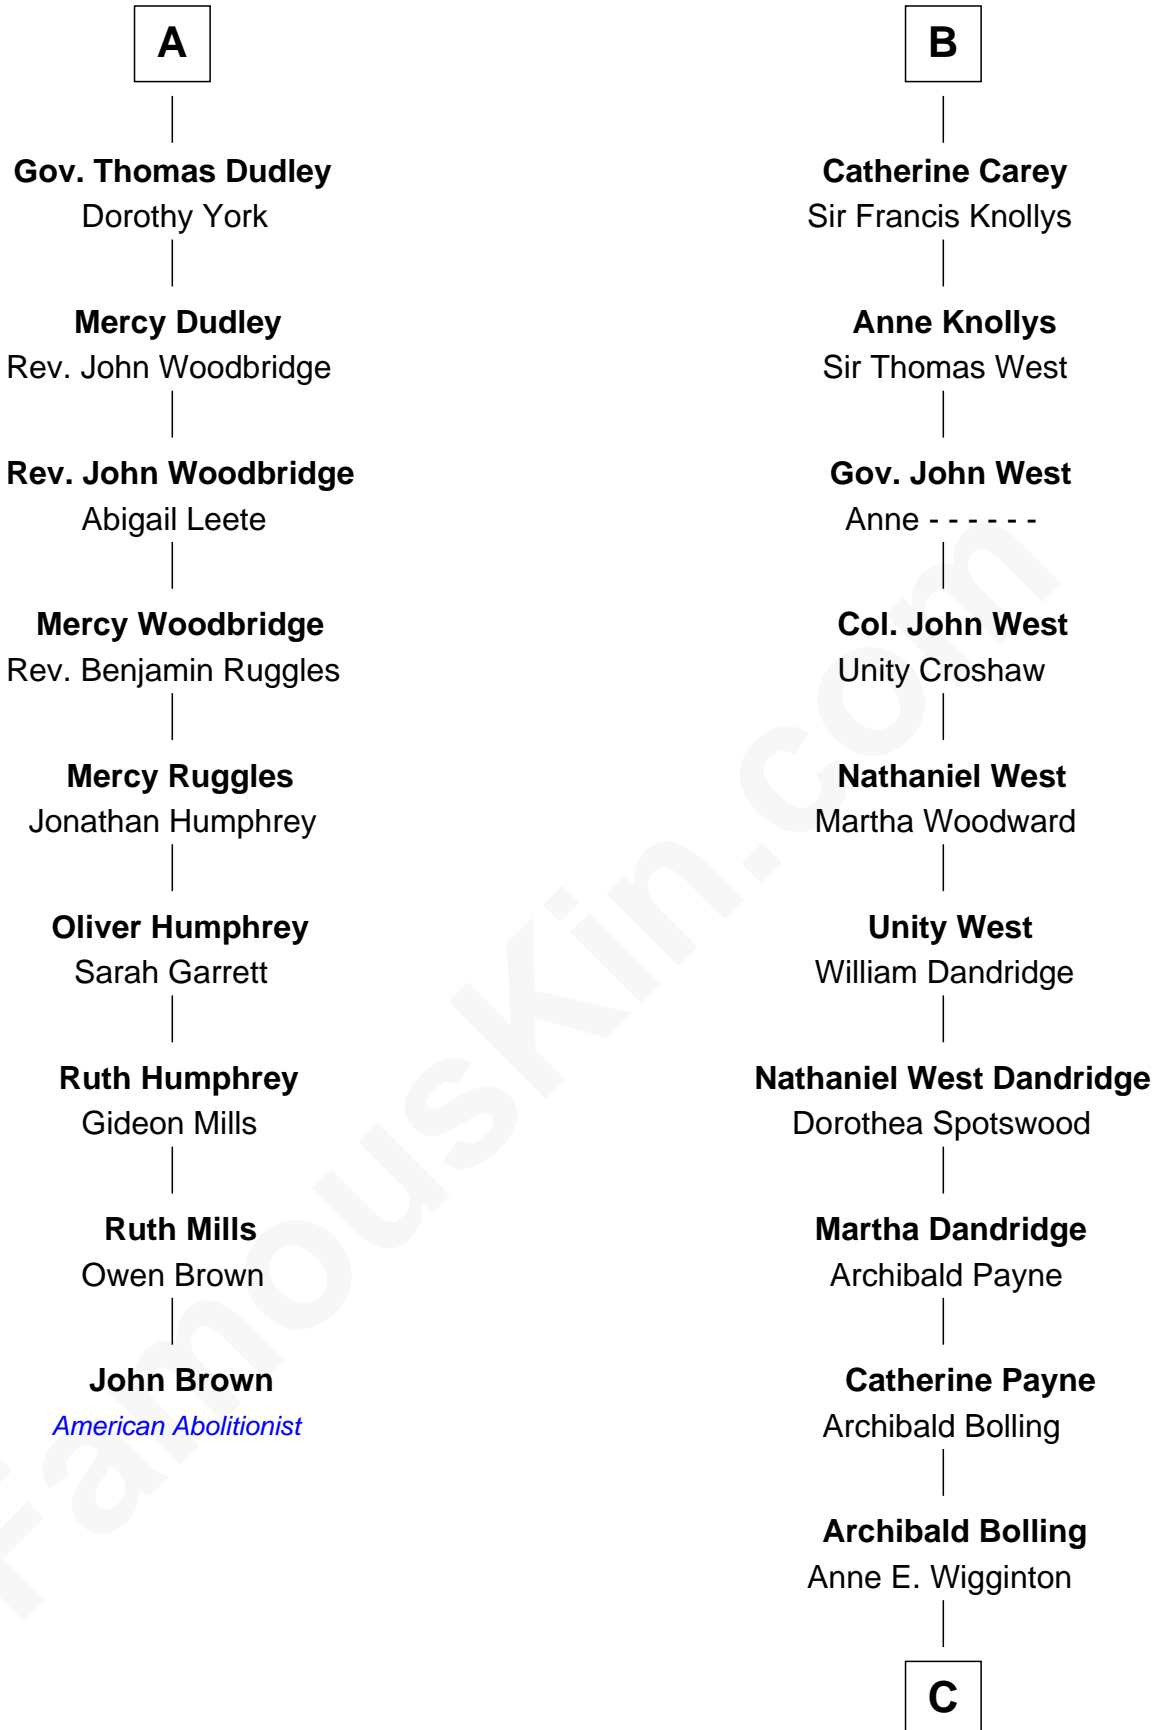 A
Gov. Thomas Dudley
Dorothy York
Mercy Dudley
Rev. John Woodbridge
Rev. John Woodbridge
Abigail Leete
Mercy Woodbridge
Rev. Benjamin Ruggles
Mercy Ruggles
Jonathan Humphrey
Oliver Humphrey
Sarah Garrett
Ruth Humphrey
Gideon Mills
Ruth Mills
Owen Brown
John Brown
American Abolitionist
B
Catherine Carey
Sir Francis Knollys
Anne Knollys
Sir Thomas West
Gov. John West
Anne - - - - - -
Col. John West
Unity Croshaw
Nathaniel West
Martha Woodward
Unity West
William Dandridge
Nathaniel West Dandridge
Dorothea Spotswood
Martha Dandridge
Archibald Payne
Catherine Payne
Archibald Bolling
Archibald Bolling
Anne E. Wigginton
C
FamousKin.com